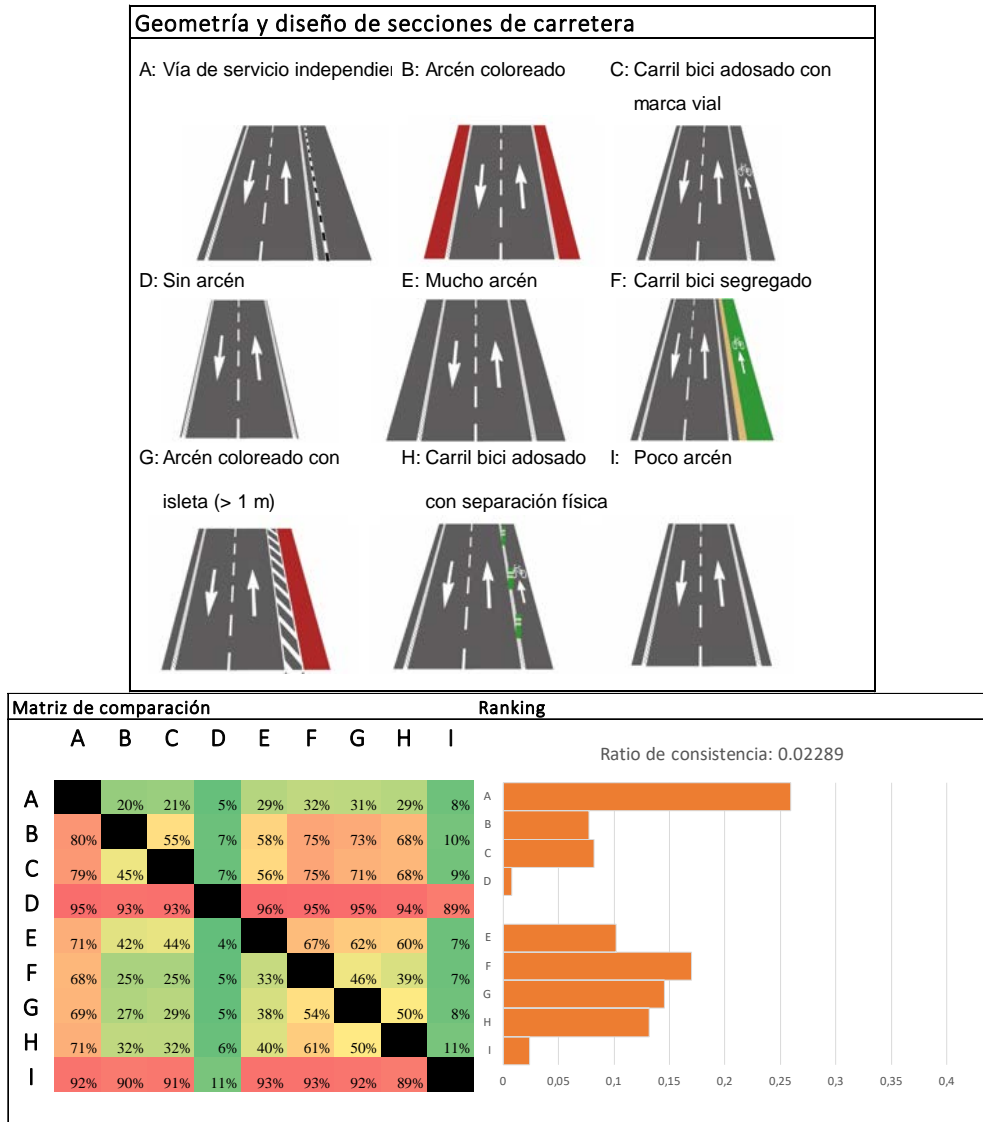 Geometría y diseño de secciones de carretera
A: Vía de servicio independien B: Arcén coloreado C: Carril bici adosado con
marca vial
D: Sin arcén E: Mucho arcén F: Carril bici segregado
G: Arcén coloreado con H: Carril bici adosado I: Poco arcén
isleta (> 1 m) con separación física
Matriz de comparación Ranking
A B C D E F G H I
Ratio de consistencia: 0.02289
A 20% 21% 5% 29% 32% 31% 29% 8%
B 80% 55% 7% 58% 75% 73% 68% 10%
C 79% 45% 7% 56% 75% 71% 68% 9%
D 95% 93% 93% 96% 95% 95% 94% 89%
E 71% 42% 44% 4% 67% 62% 60% 7%
F 68% 25% 25% 5% 33% 46% 39% 7%
G 69% 27% 29% 5% 38% 54% 50% 8%
H 71% 32% 32% 6% 40% 61% 50% 11%
I 92% 90% 91% 11% 93% 93% 92% 89%
A
B
C
D
E
F
G
H
I
0 0,05 0,1 0,15 0,2 0,25 0,3 0,35 0,4